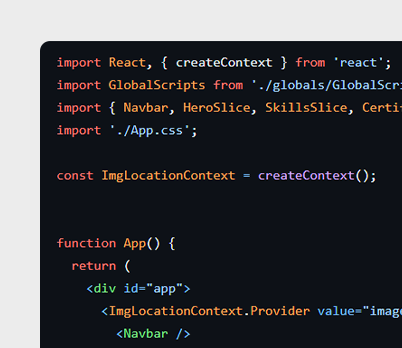 import React, { createContext } from 'react';
import GlobalScripts from './globals/GlobalScri
import { Navbar, HeroSlice, SkillsSlice, Certi
import './App.css';
const ImgLocationContext = createContext();
function App() {
return (
<div id="app">
<ImgLocationContext.Provider value="imag
<Navbar />